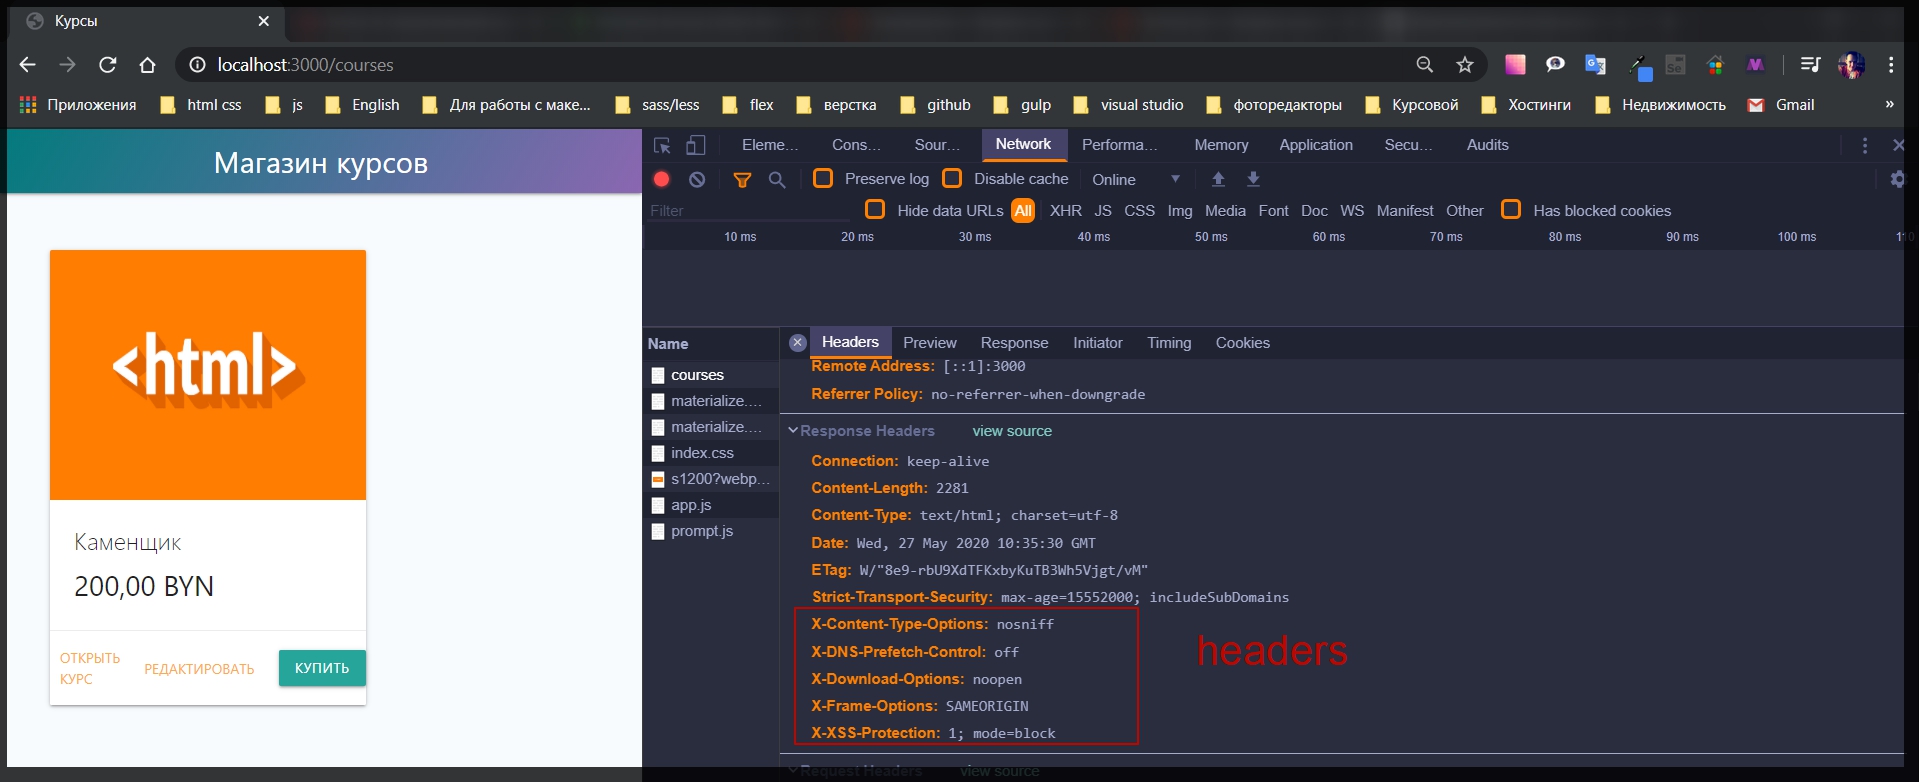 Курсы
localhost:3000/courses
Приложения html css js English Для работы с маке... sass/less flex верстка github gulp visual studio фоторедакторы Курсовой Хостинги Недвижимость Gmail »
Магазин курсов
<html>
Каменщик
200,00 BYN
ОТКРЫТЬ
КУРС
РЕДАКТИРОВАТЬ
КУПИТЬ
Eleme... Cons... Sour... Network Performa... Memory Application Secu... Audits
Preserve log Disable cache Online
Filter Hide data URLs All XHR JS CSS Img Media Font Doc WS Manifest Other Has blocked cookies
10 ms 20 ms 30 ms 40 ms 50 ms 60 ms 70 ms 80 ms 90 ms 100 ms
Name
courses
materialize....
materialize....
index.css
s1200?webp...
app.js
prompt.js
Headers Preview Response Initiator Timing Cookies
Remote Address: [::1]:3000
Referrer Policy: no-referrer-when-downgrade
Response Headers view source
Connection: keep-alive
Content-Length: 2281
Content-Type: text/html; charset=utf-8
Date: Wed, 27 May 2020 10:35:30 GMT
ETag: W/"8e9-rbU9XdTFKxbyKuTB3Wh5Vjgt/vM"
Strict-Transport-Security: max-age=15552000; includeSubDomains
X-Content-Type-Options: nosniff
X-DNS-Prefetch-Control: off
X-Download-Options: noopen
X-Frame-Options: SAMEORIGIN
X-XSS-Protection: 1; mode=block
headers
Request Headers view source